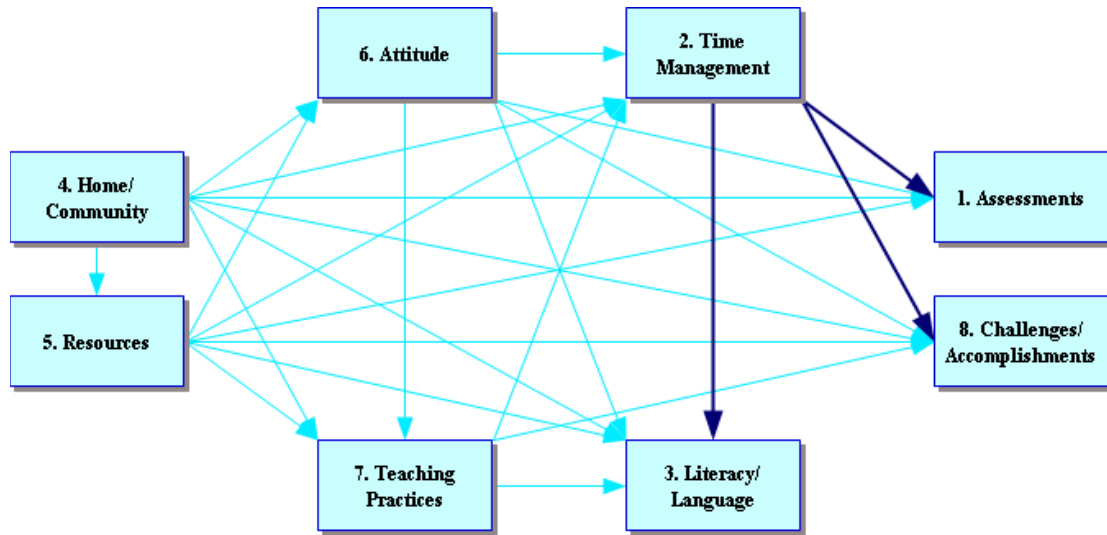 6. Attitude
2. Time
Management
4. Home/
Community
1. Assessments
5. Resources
8. Challenges/
Accomplishments
7. Teaching
Practices
3. Literacy/
Language